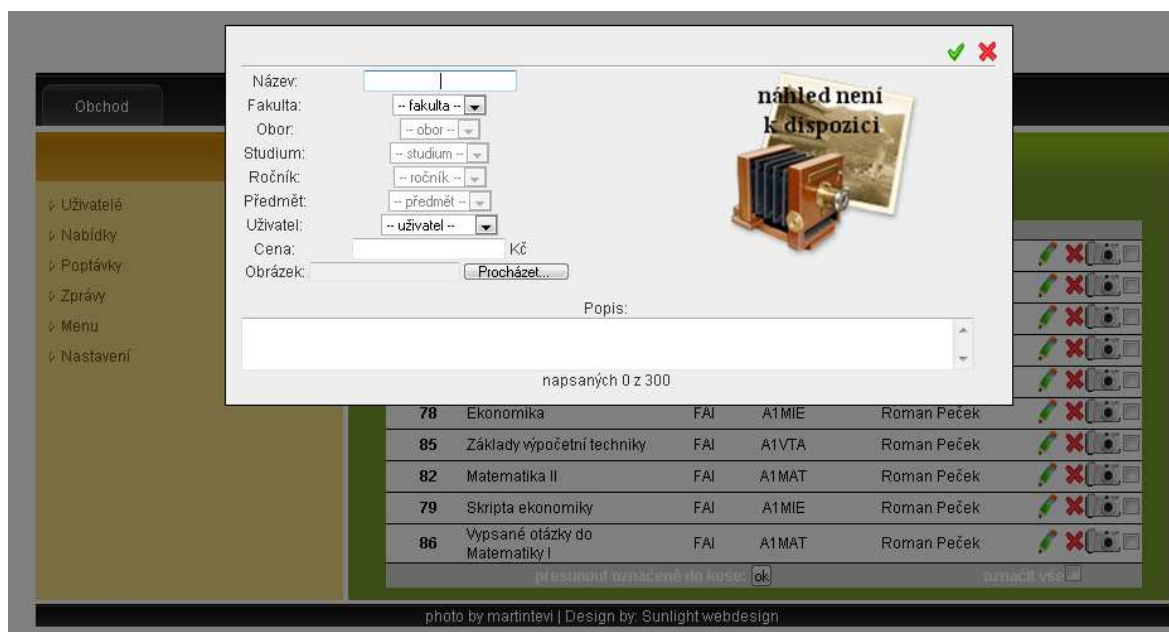 Obchod
Uživatelé
Nabídky
Poptávky
Zprávy
Menu
Nastavení
Název:
Fakulta: -- fakulta --
Obor: -- obor --
Studium: -- studium --
Ročník: -- ročník --
Předmět: -- předmět --
Uživatel: -- uživatel --
Cena: Kč
Obrázek: Procházet...
náhled není
k dispozici
Popis:
napsaných 0 z 300
78 Ekonomika FAI A1MIE Roman Peček
85 Základy výpočetní techniky FAI A1VTA Roman Peček
82 Matematika II FAI A1MAT Roman Peček
79 Skripta ekonomiky FAI A1MIE Roman Peček
86 Vypsané otázky do
Matematiky I FAI A1MAT Roman Peček
přesunout označené do koše: ok označit vše
photo by martintevi | Design by: Sunlight webdesign